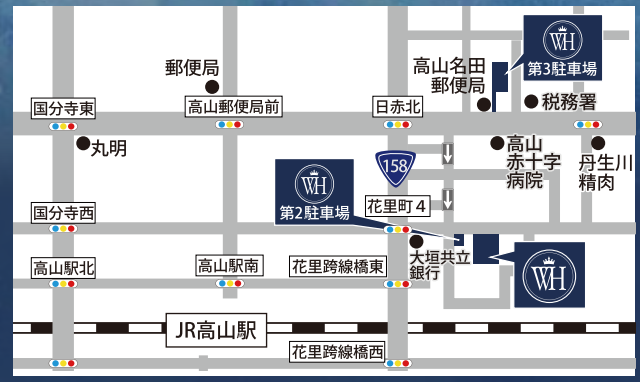 WH
第3駐車場
高山名田
郵便局
郵便局
税務署
国分寺東
高山郵便局前
日赤北
丸明
高山
赤十字
病院
丹生川
精肉
158
WH
第2駐車場
花里町4
国分寺西
大垣共立
銀行
WH
高山駅北
高山駅南
花里跨線橋東
JR高山駅
花里跨線橋西